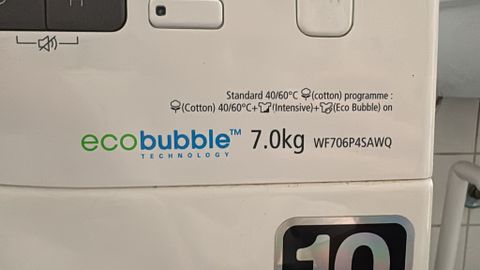 Standard 40/60°C (cotton) programme :
(Cotton) 40/60°C+(Intensive)+(Eco Bubble) on
ecobubble™ 7.0kg WF706P4SAWQ
TECHNOLOGY
10